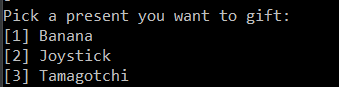 Pick a present you want to gift:
[1] Banana
[2] Joystick
[3] Tamagotchi